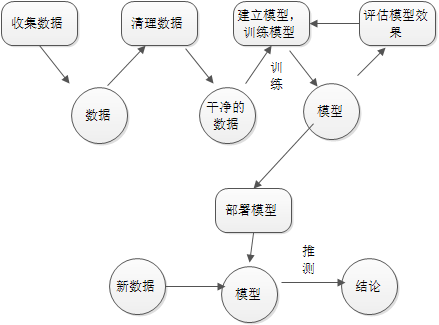 收集数据
清理数据
建立模型，
训练模型
评估模型效
果
训
练
数据
干净的
数据
模型
部署模型
推
测
新数据
模型
结论